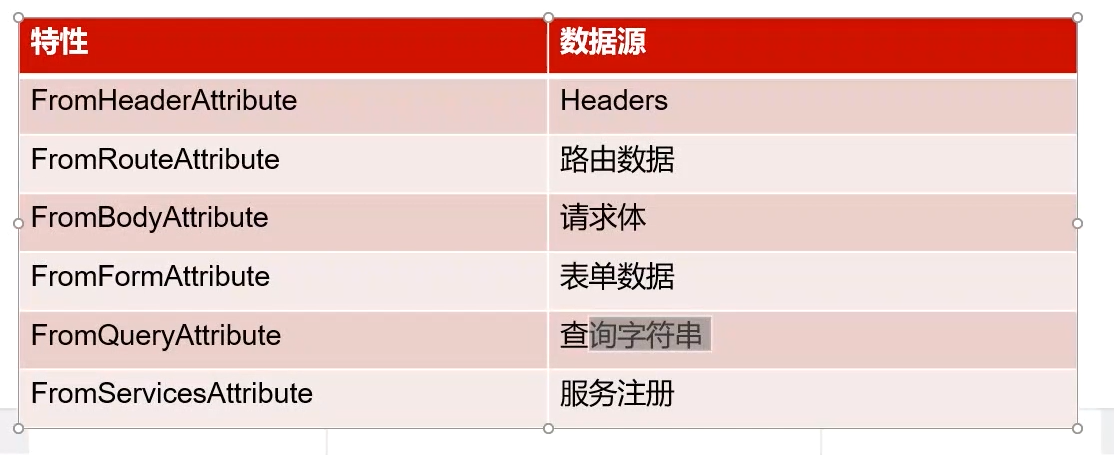 特性 数据源
FromHeaderAttribute Headers
FromRouteAttribute 路由数据
FromBodyAttribute 请求体
FromFormAttribute 表单数据
FromQueryAttribute 查询字符串
FromServicesAttribute 服务注册